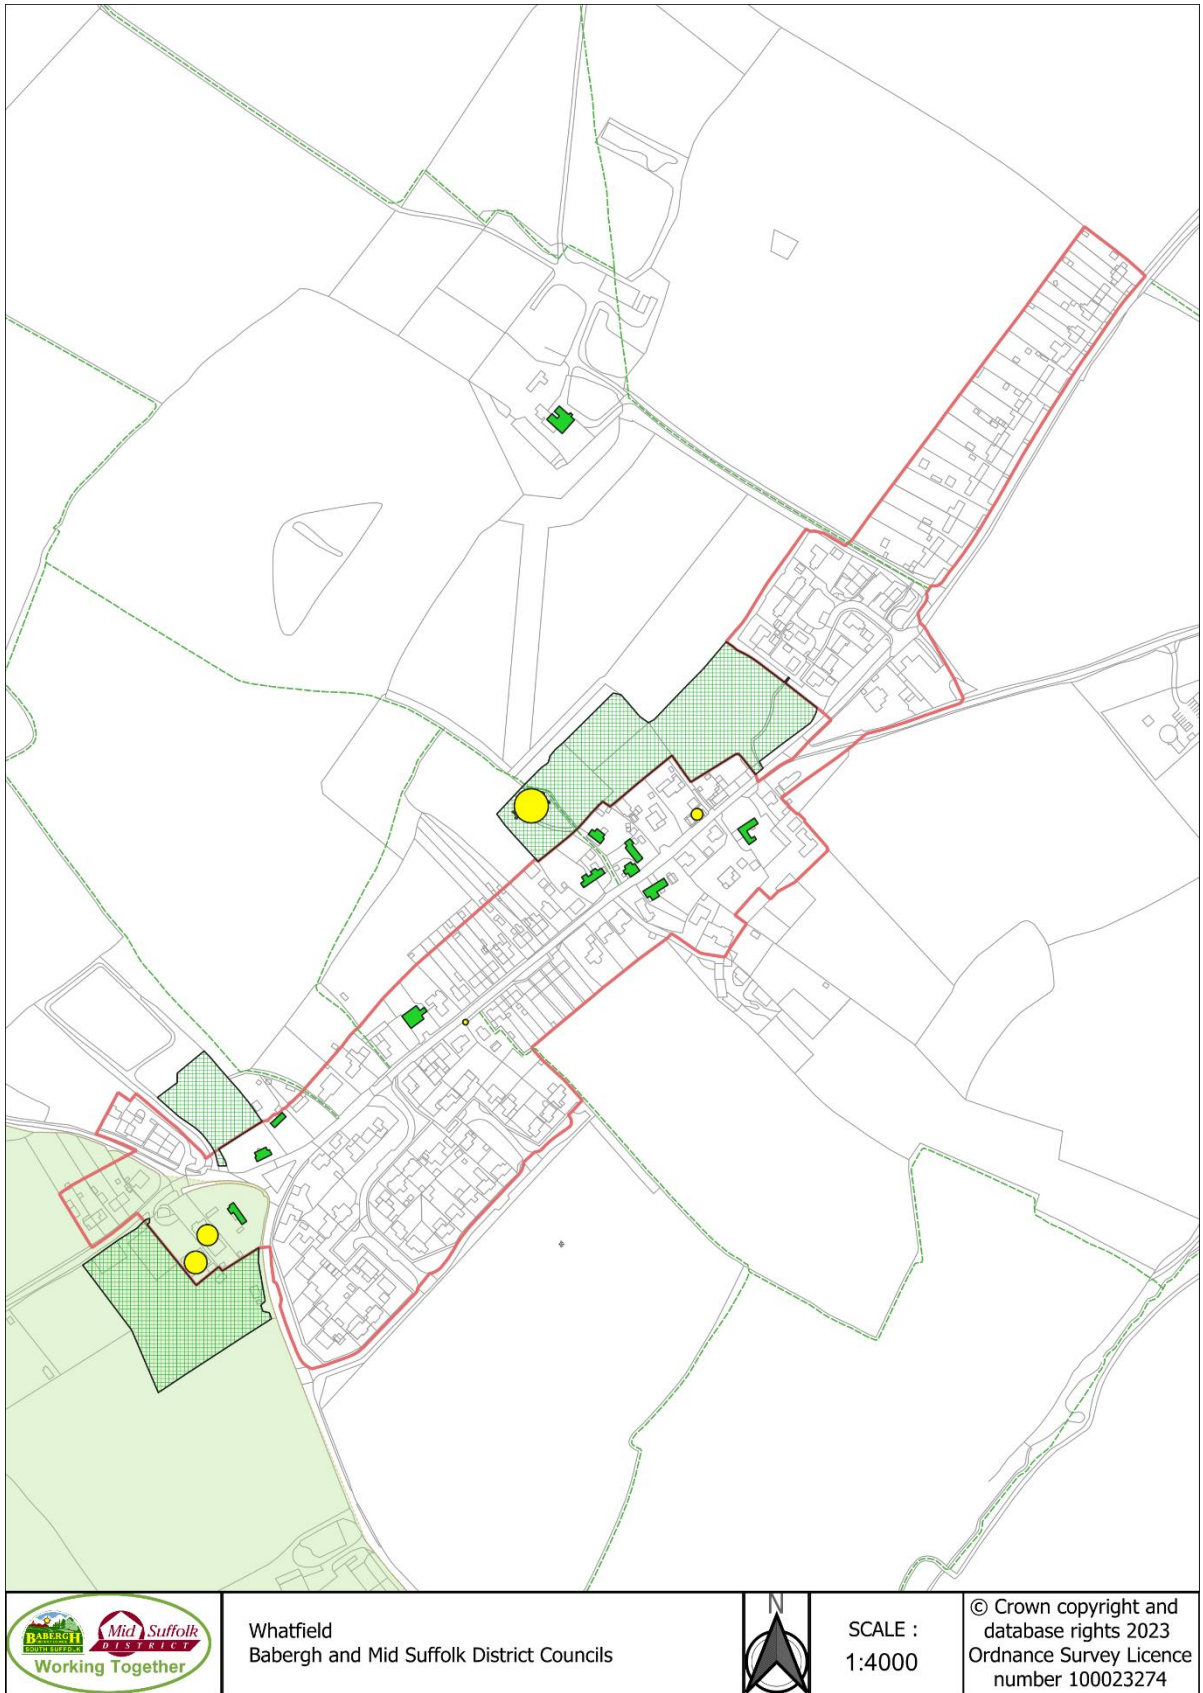 BABERGH
SOUTH SUFFOLK
Mid Suffolk
DISTRICT
Working Together
Whatfield
Babergh and Mid Suffolk District Councils
N
SCALE :
1:4000
© Crown copyright and
database rights 2023
Ordnance Survey Licence
number 100023274